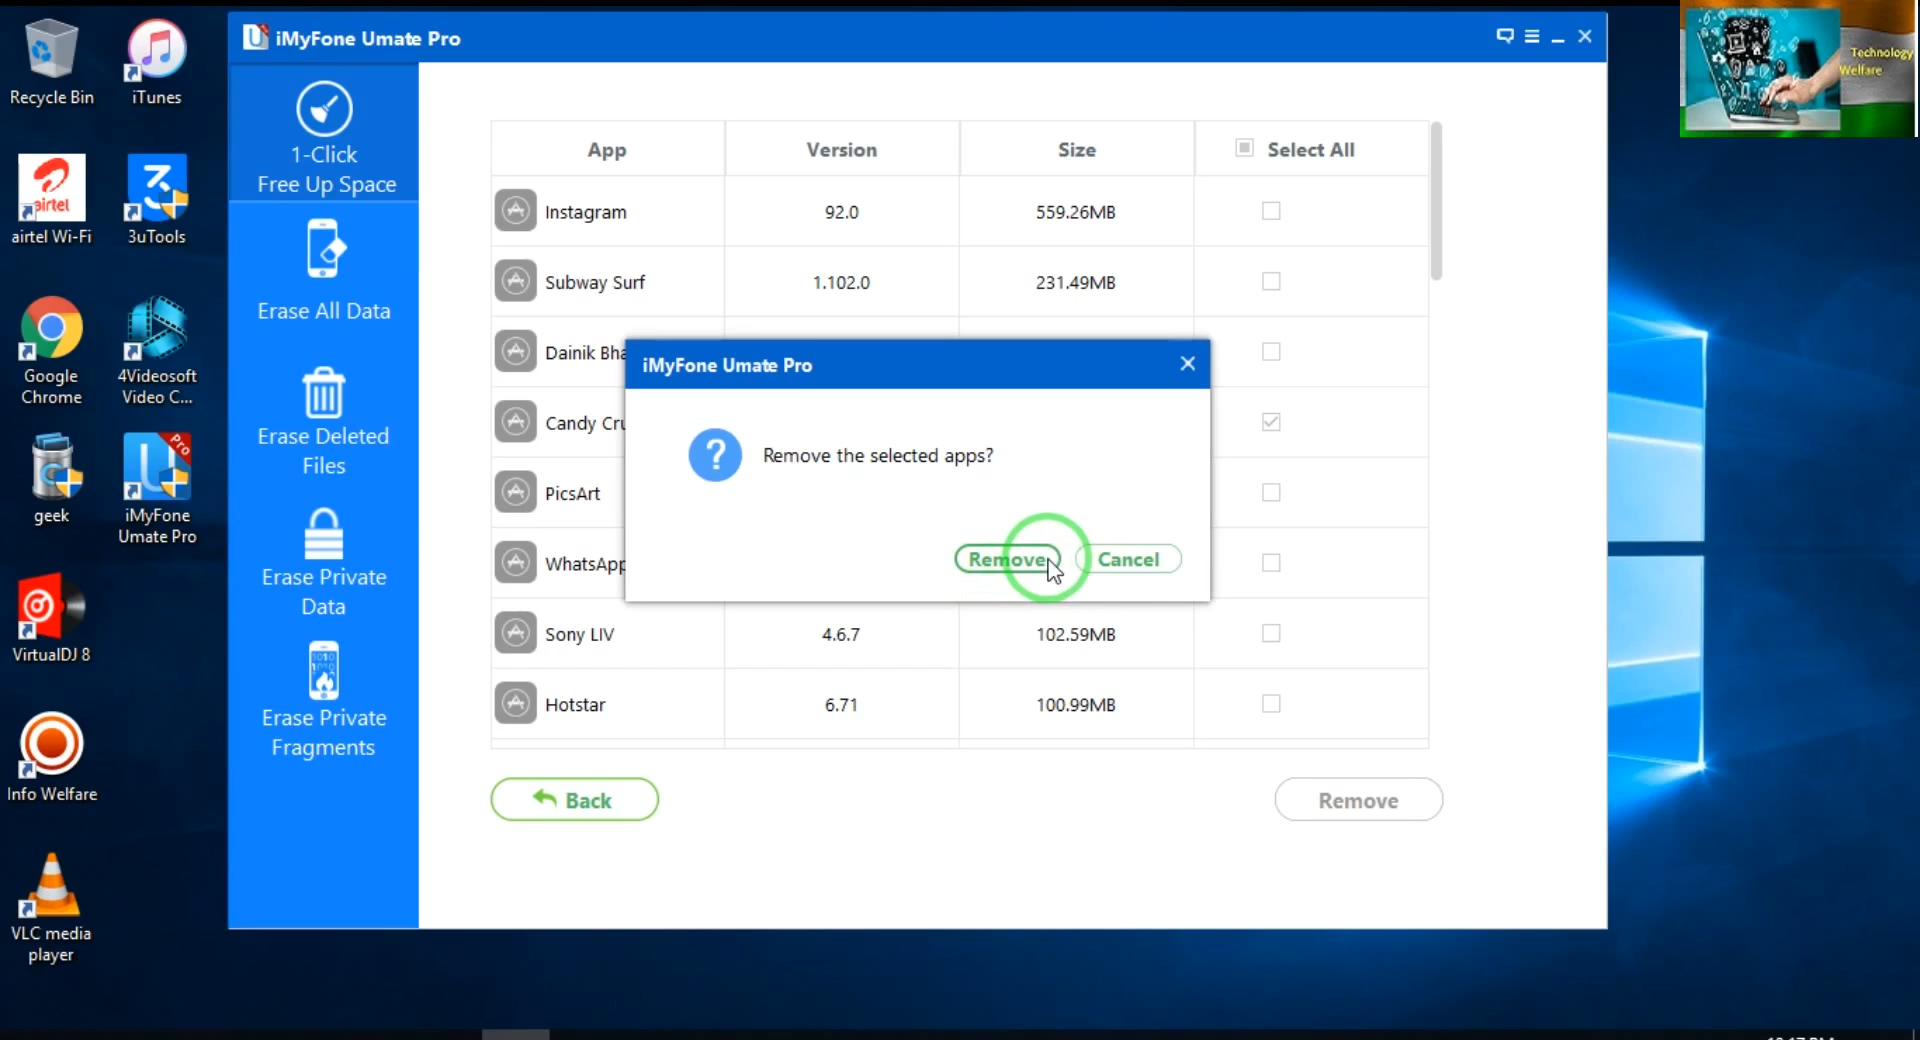 iMyFone Umate Pro
Technology
Welfare
Recycle Bin
iTunes
airtel
airtel Wi-Fi
3uTools
Google
Chrome
4Videosoft
Video C...
geek
Pro
iMyFone
Umate Pro
VirtualDJ 8
Info Welfare
VLC media
player
1-Click
Free Up Space
Erase All Data
Erase Deleted
Files
Erase Private
Data
Erase Private
Fragments
App Version Size Select All
Instagram 92.0 559.26MB
Subway Surf 1.102.0 231.49MB
Dainik Bha
Candy Cru
PicsArt
WhatsApp
Sony LIV 4.6.7 102.59MB
Hotstar 6.71 100.99MB
iMyFone Umate Pro
Remove the selected apps?
Remove Cancel
Back
Remove